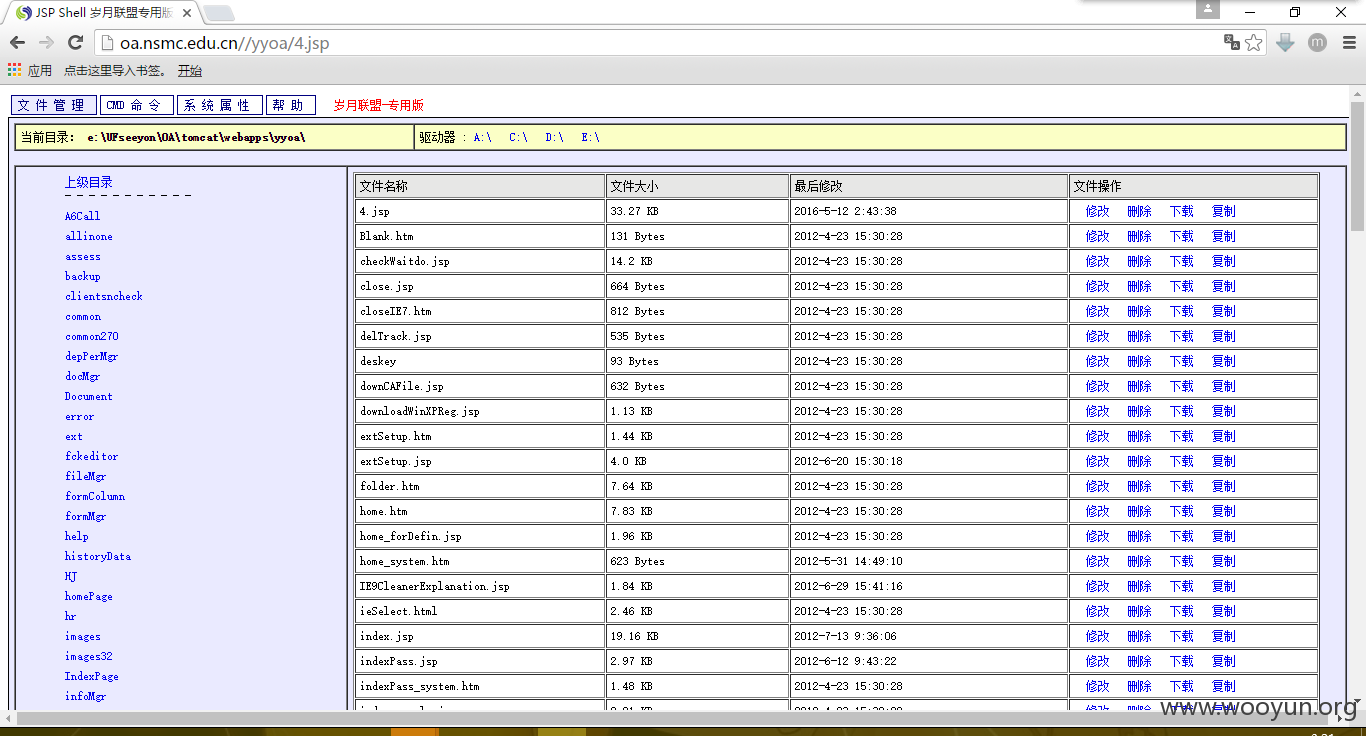 JSP Shell 岁月联盟专用版
oa.nsmc.edu.cn//yyoa/4.jsp
m
应用 点击这里导入书签。 开始
文件管理 CMD命令 系统属性 帮助 岁月联盟-专用版
当前目录: e:\UFseeyon\OA\tomcat\webapps\yyoa\ 驱动器 : A:\ C:\ D:\ E:\
上级目录
- - - - - - - - - - -
A6Call
allinone
assess
backup
clientsncheck
common
common270
depPerMgr
docMgr
Document
error
ext
fckeditor
fileMgr
formColumn
formMgr
help
historyData
HJ
homePage
hr
images
images32
IndexPage
infoMgr
文件名称 文件大小 最后修改 文件操作
4.jsp 33.27 KB 2016-5-12 2:43:38 修改 删除 下载 复制
Blank.htm 131 Bytes 2012-4-23 15:30:28 修改 删除 下载 复制
checkWaitdo.jsp 14.2 KB 2012-4-23 15:30:28 修改 删除 下载 复制
close.jsp 664 Bytes 2012-4-23 15:30:28 修改 删除 下载 复制
closeIE7.htm 812 Bytes 2012-4-23 15:30:28 修改 删除 下载 复制
delTrack.jsp 535 Bytes 2012-4-23 15:30:28 修改 删除 下载 复制
deskey 93 Bytes 2012-4-23 15:30:28 修改 删除 下载 复制
downCAFile.jsp 632 Bytes 2012-4-23 15:30:28 修改 删除 下载 复制
downloadWinXPReg.jsp 1.13 KB 2012-4-23 15:30:28 修改 删除 下载 复制
extSetup.htm 1.44 KB 2012-4-23 15:30:28 修改 删除 下载 复制
extSetup.jsp 4.0 KB 2012-6-20 15:30:18 修改 删除 下载 复制
folder.htm 7.64 KB 2012-4-23 15:30:28 修改 删除 下载 复制
home.htm 7.83 KB 2012-4-23 15:30:28 修改 删除 下载 复制
home_forDefin.jsp 1.96 KB 2012-4-23 15:30:28 修改 删除 下载 复制
home_system.htm 623 Bytes 2012-5-31 14:49:10 修改 删除 下载 复制
IE9CleanerExplanation.jsp 1.84 KB 2012-6-29 15:41:16 修改 删除 下载 复制
ieSelect.html 2.46 KB 2012-4-23 15:30:28 修改 删除 下载 复制
index.jsp 19.16 KB 2012-7-13 9:36:06 修改 删除 下载 复制
indexPass.jsp 2.97 KB 2012-6-12 9:43:22 修改 删除 下载 复制
indexPass_system.htm 1.48 KB 2012-4-23 15:30:28 修改 删除 下载 复制
www.wooyun.org